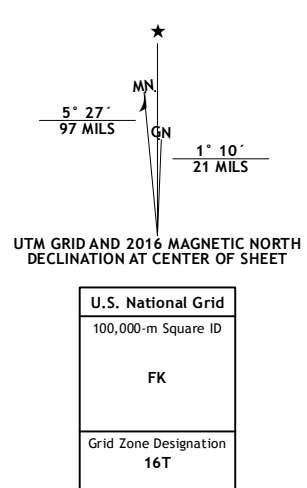 MN.
5° 27´
97 MILS
GN
1° 10´
21 MILS
UTM GRID AND 2016 MAGNETIC NORTH
DECLINATION AT CENTER OF SHEET
U.S. National Grid
100,000-m Square ID
FK
Grid Zone Designation
16T